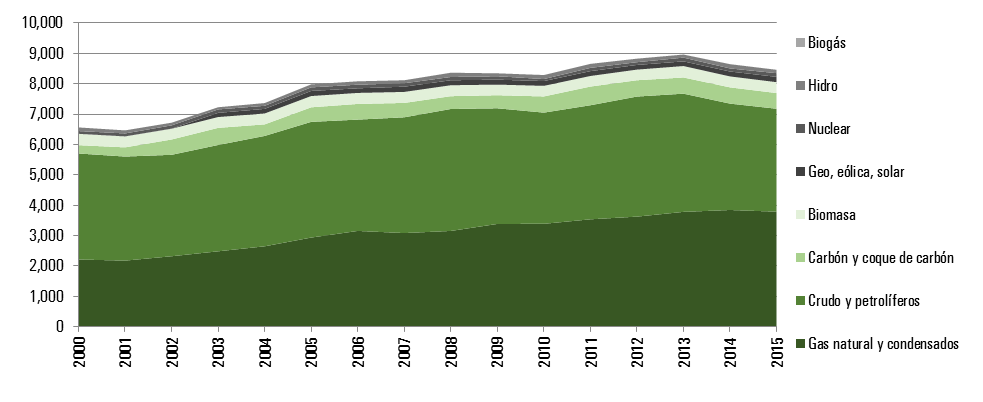 10,000
9,000
8,000
7,000
6,000
5,000
4,000
3,000
2,000
1,000
0
2000 2001 2002 2003 2004 2005 2006 2007 2008 2009 2010 2011 2012 2013 2014 2015
Biogás
Hidro
Nuclear
Geo, eólica, solar
Biomasa
Carbón y coque de carbón
Crudo y petrolíferos
Gas natural y condensados